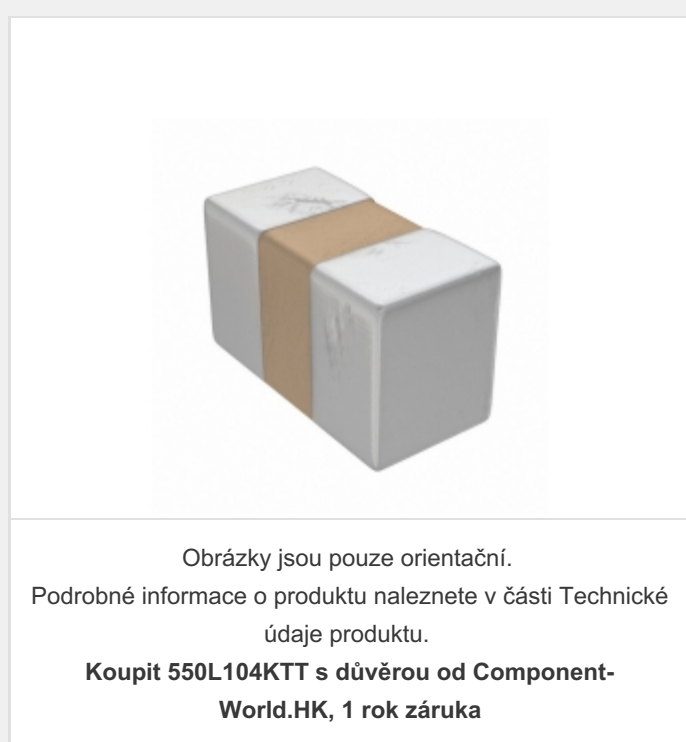 Obrázky jsou pouze orientační.
Podrobné informace o produktu naleznete v části Technické
údaje produktu.
Koupit 550L104KTT s důvěrou od Component-
World.HK, 1 rok záruka